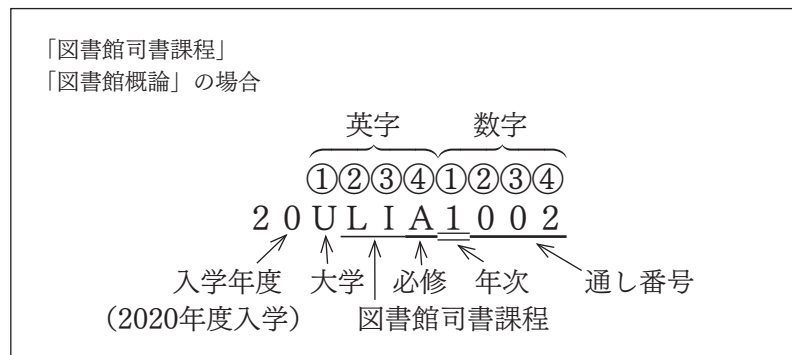 「図書館司書課程」
「図書館概論」の場合
英字 数字
①②③④①②③④
20ULIA1002
入学年度 大学 必修 年次 通し番号
（2020年度入学） 図書館司書課程